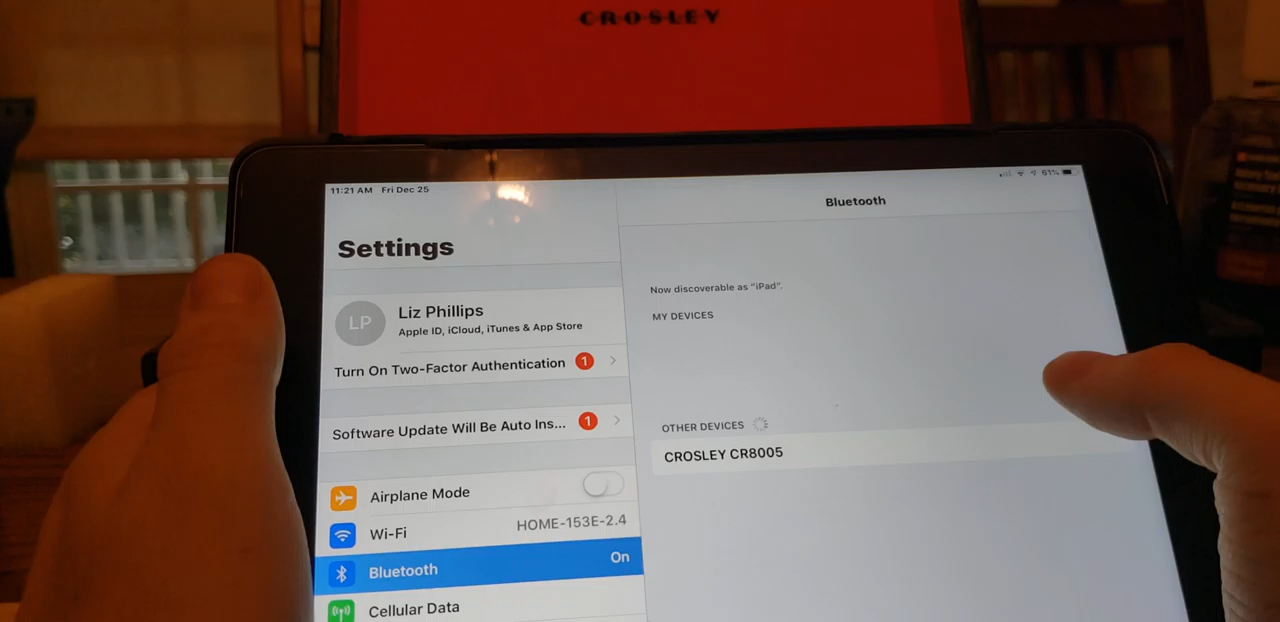 CROSLEY
11:21 AM Fri Dec 25
61%
Settings
Bluetooth
LP
Liz Phillips
Apple ID, iCloud, iTunes & App Store
Turn On Two-Factor Authentication 1
Software Update Will Be Auto Ins... 1
Airplane Mode
Wi-Fi HOME-153E-2.4
Bluetooth On
Cellular Data
Now discoverable as “iPad”.
MY DEVICES
OTHER DEVICES
CROSLEY CR8005